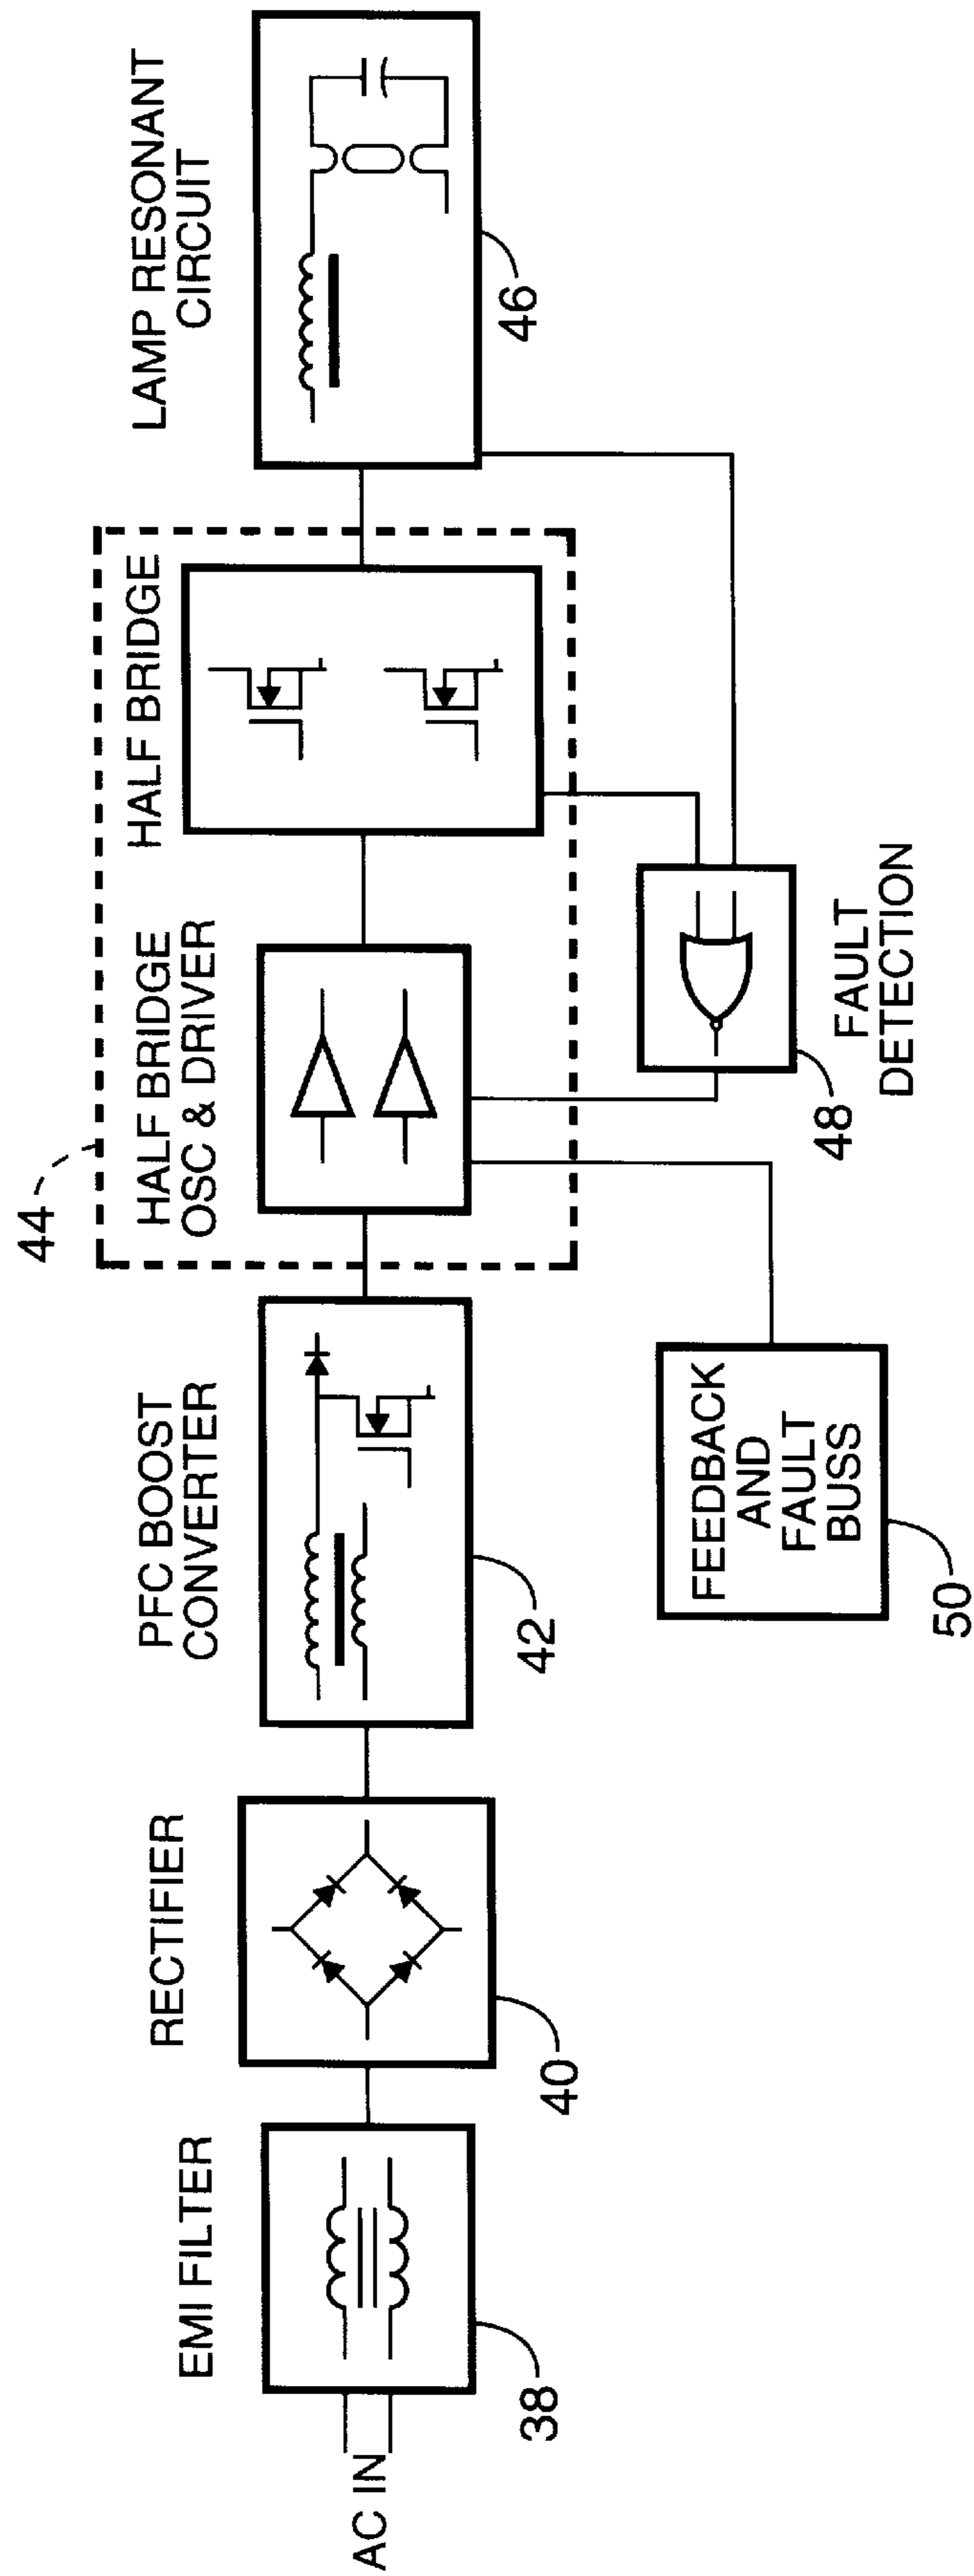 AC IN
EMI FILTER
38
RECTIFIER
40
PFC BOOST
CONVERTER
42
44
HALF BRIDGE
OSC & DRIVER
HALF BRIDGE
LAMP RESONANT
CIRCUIT
46
48
FAULT
DETECTION
FEEDBACK
AND
FAULT
BUSS
50